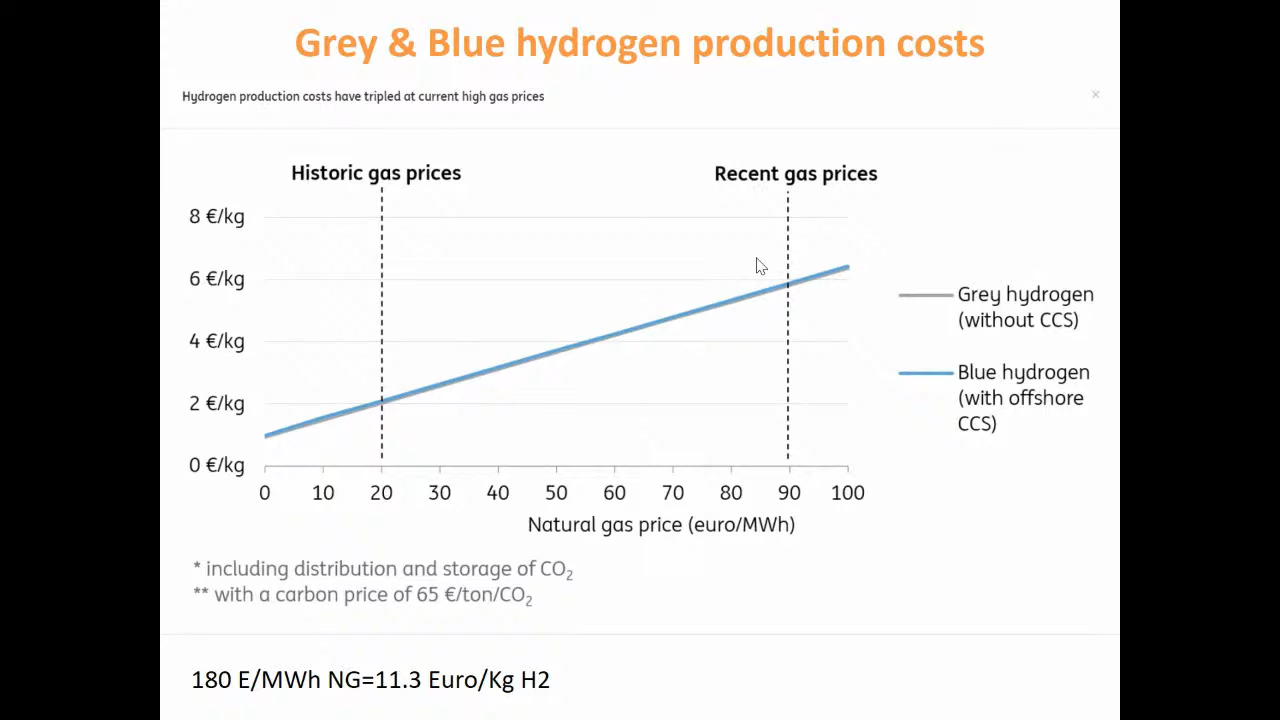 Grey & Blue hydrogen production costs
Hydrogen production costs have tripled at current high gas prices
×
Historic gas prices
Recent gas prices
8 €/kg
6 €/kg
4 €/kg
2 €/kg
0 €/kg
0 10 20 30 40 50 60 70 80 90 100
Natural gas price (euro/MWh)
Grey hydrogen
(without CCS)
Blue hydrogen
(with offshore
CCS)
* including distribution and storage of CO₂
** with a carbon price of 65 €/ton/CO₂
180 E/MWh NG=11.3 Euro/Kg H2